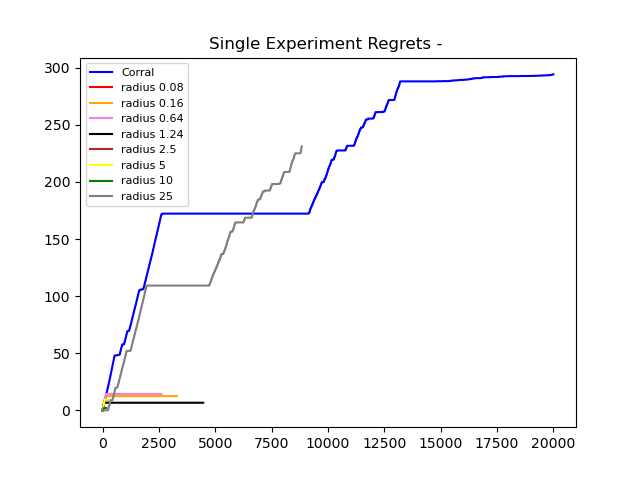 Single Experiment Regrets -
300
250
200
150
100
50
0
Corral
radius 0.08
radius 0.16
radius 0.64
radius 1.24
radius 2.5
radius 5
radius 10
radius 25
0 2500 5000 7500 10000 12500 15000 17500 20000